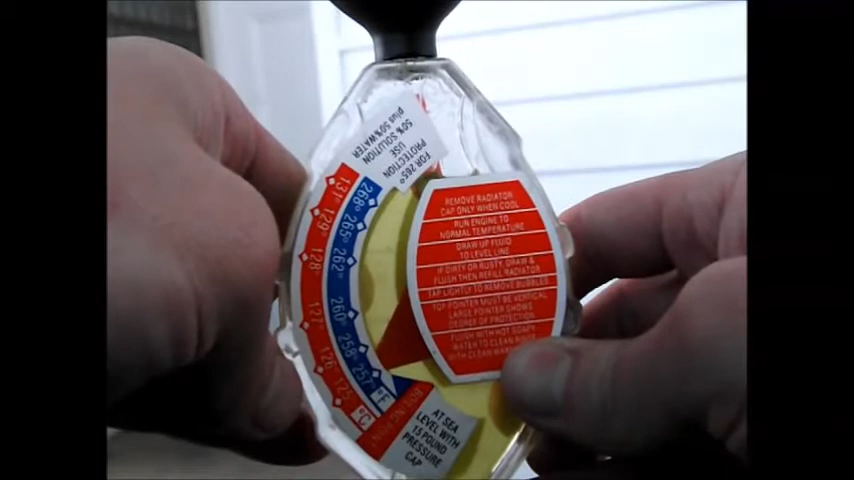 FOR 265°
PROTECTION
USE
50% SOLUTION
plus 50% WATER
131° 129° 128° 127° 126° 125° °C
268° 265° 262° 260° 258° 257° °F
BOILING POINT
AT SEA
LEVEL WITH
15 POUND
PRESSURE
CAP
REMOVE RADIATOR
CAP ONLY WHEN COOL
RUN ENGINE TO
NORMAL TEMPERATURE
DRAW UP FLUID
TO LEVEL LINE
IF DIRTY OR RUSTY, DRAW &
FLUSH THEN REFILL RADIATOR
TAP LIGHTLY TO REMOVE BUBBLES
TOP POINTER MUST BE VERTICAL
LARGE POINTER SHOWS
DEGREE OF PROTECTION
FLUSH WITH HOT SOAPY
WATER TO CLEAN
WITH CLEAR